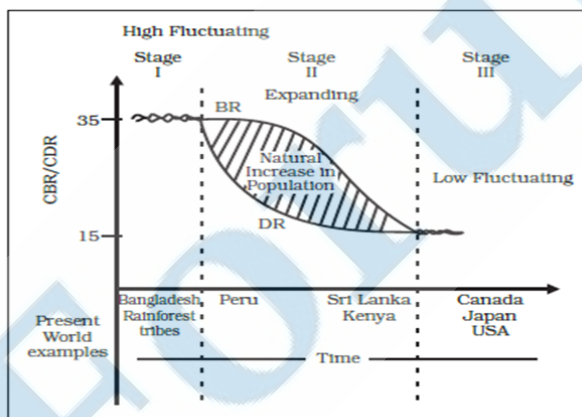 High Fluctuating
Stage I
Stage II
Stage III
Expanding
BR
35
Natural
Increase in
Population
CBR/CDR
Low Fluctuating
DR
15
Present
World
examples
Bangladesh
Rainforest
tribes
Peru
Sri Lanka
Kenya
Canada
Japan
USA
Time